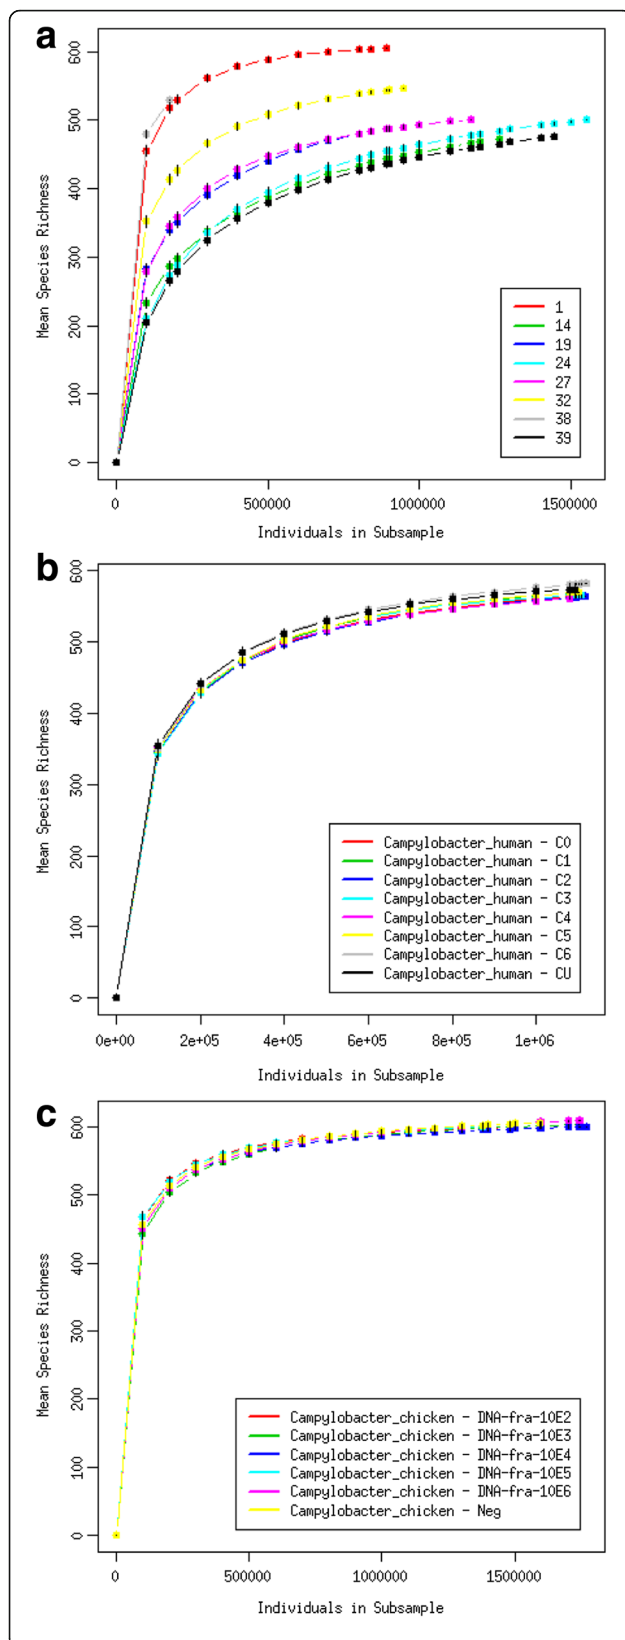 a
Mean Species Richness
600
500
400
300
200
100
0
1
14
19
24
27
32
38
39
0 500000 1000000 1500000
Individuals in Subsample
b
Mean Species Richness
600
500
400
300
200
100
0
Campylobacter_human - C0
Campylobacter_human - C1
Campylobacter_human - C2
Campylobacter_human - C3
Campylobacter_human - C4
Campylobacter_human - C5
Campylobacter_human - C6
Campylobacter_human - CU
0e+00 2e+05 4e+05 6e+05 8e+05 1e+06
Individuals in Subsample
c
Mean Species Richness
600
500
400
300
200
100
0
Campylobacter_chicken - DNA-fra-10E2
Campylobacter_chicken - DNA-fra-10E3
Campylobacter_chicken - DNA-fra-10E4
Campylobacter_chicken - DNA-fra-10E5
Campylobacter_chicken - DNA-fra-10E6
Campylobacter_chicken - Neg
0 500000 1000000 1500000
Individuals in Subsample